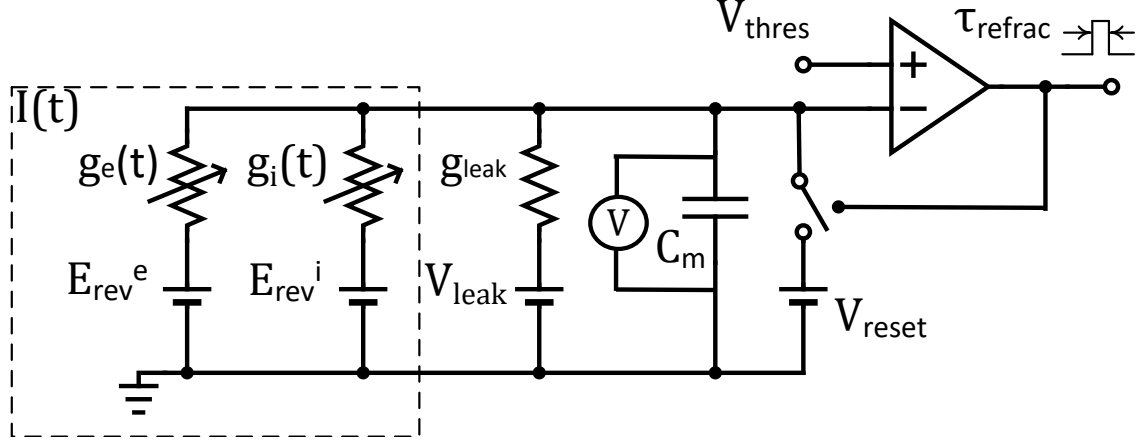 V_thres
τ_refrac
I(t)
+
−
g_e(t)
g_i(t)
g_leak
V
C_m
E_rev^e
E_rev^i
V_leak
V_reset